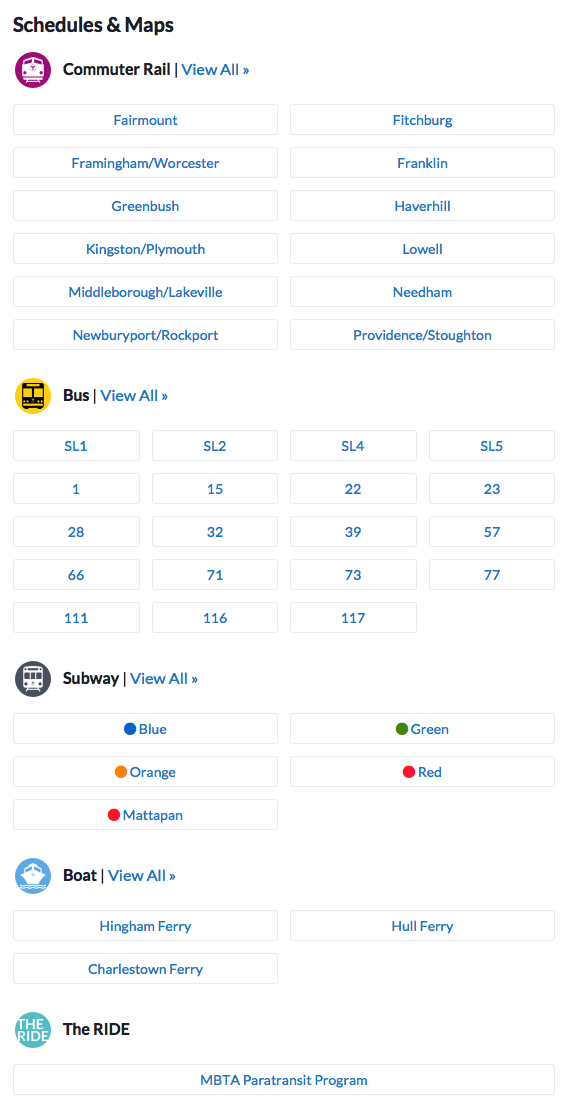 Schedules & Maps
Commuter Rail | View All »
Fairmount Fitchburg
Framingham/Worcester Franklin
Greenbush Haverhill
Kingston/Plymouth Lowell
Middleborough/Lakeville Needham
Newburyport/Rockport Providence/Stoughton
Bus | View All »
SL1 SL2 SL4 SL5
1 15 22 23
28 32 39 57
66 71 73 77
111 116 117
Subway | View All »
Blue Green
Orange Red
Mattapan
Boat | View All »
Hingham Ferry Hull Ferry
Charlestown Ferry
THE
RIDE The RIDE
MBTA Paratransit Program